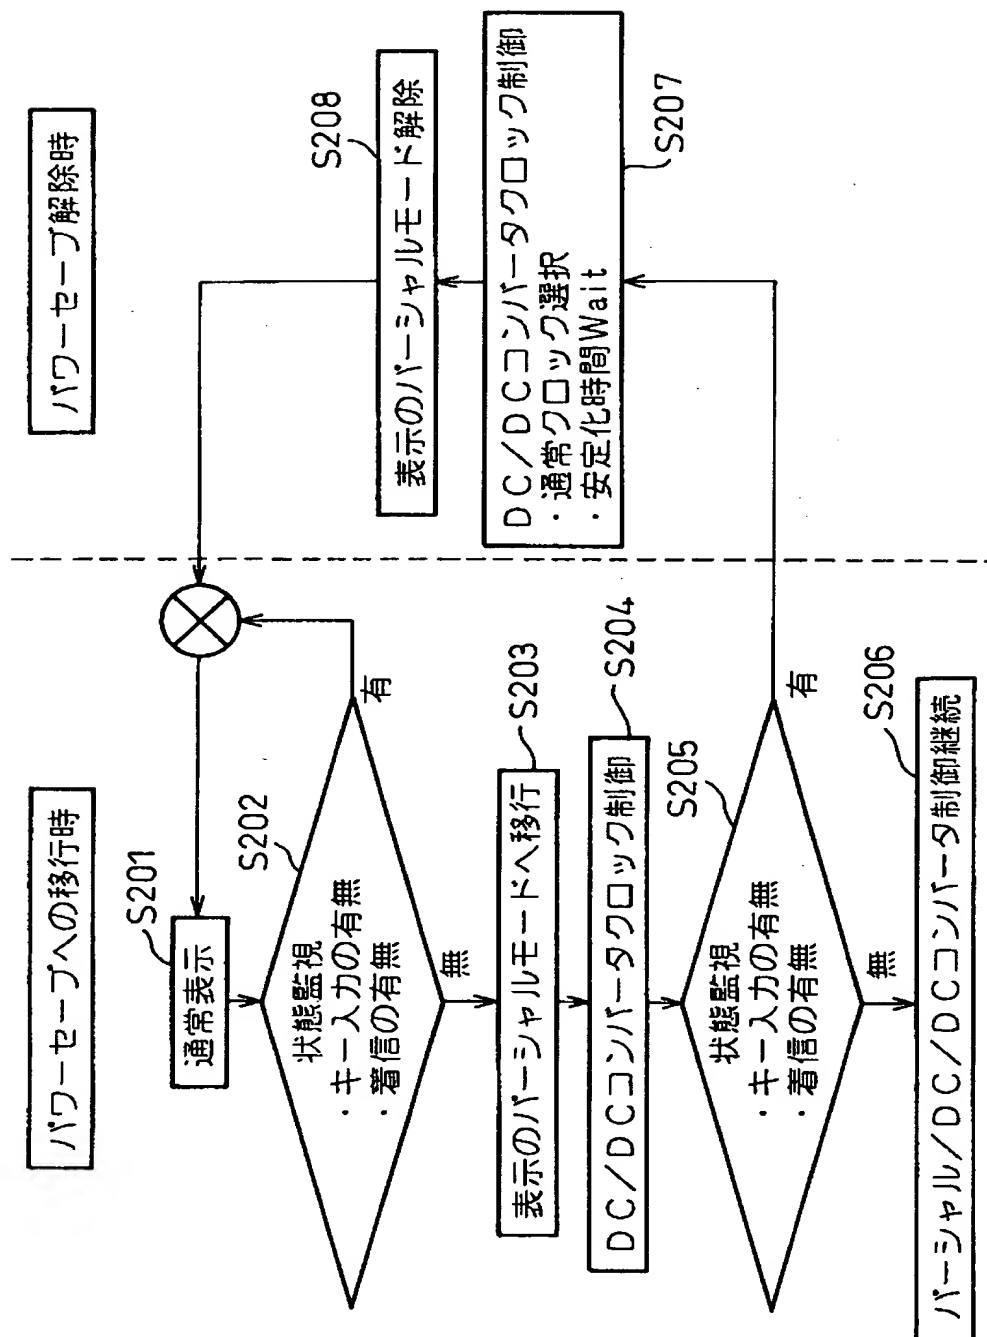 パワーセーブへの移行時
S201
通常表示
S202
状態監視
・キー入力の有無
・着信の有無
有
無
S203
表示のパーシャルモードへ移行
S204
DC/DCコンバータクロック制御
S205
状態監視
・キー入力の有無
・着信の有無
有
無
S206
パーシャル/DC/DCコンバータ制御継続
パワーセーブ解除時
S208
表示のパーシャルモード解除
S207
DC/DCコンバータクロック制御
・通常クロック選択
・安定化時間Wait